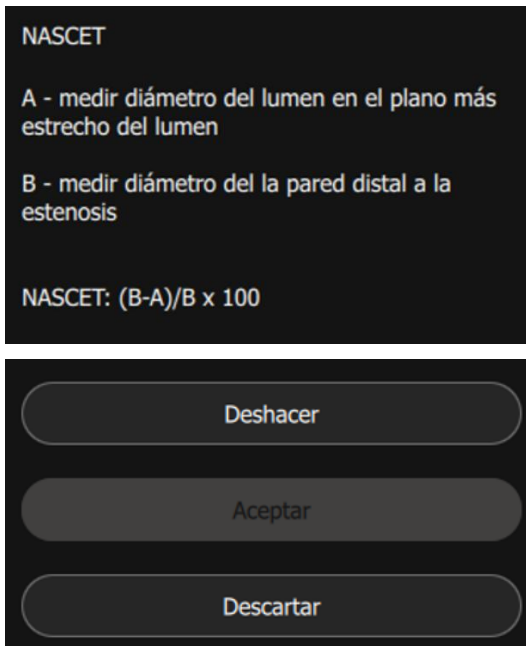 NASCET
A - medir diámetro del lumen en el plano más
estrecho del lumen
B - medir diámetro del la pared distal a la
estenosis
NASCET: (B-A)/B x 100
Deshacer
Aceptar
Descartar